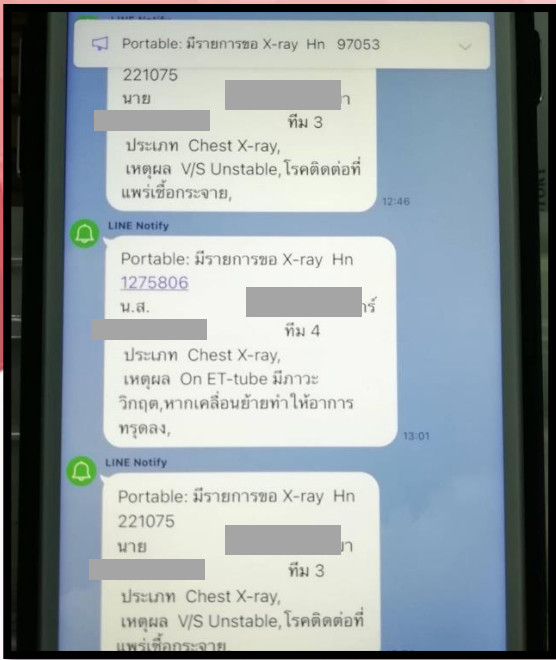 LINE Notify
Portable: มีรายการขอ X-ray Hn 97053
221075
นาย
ทีม 3
ประเภท Chest X-ray,
เหตุผล V/S Unstable,โรคติดต่อที่
แพร่เชื้อกระจาย,
12:46
LINE Notify
Portable: มีรายการขอ X-ray Hn
1275806
น.ส.
ร์
ทีม 4
ประเภท Chest X-ray,
เหตุผล On ET-tube มีภาวะ
วิกฤต,หากเคลื่อนย้ายทำให้อาการ
ทรุดลง,
13:01
LINE Notify
Portable: มีรายการขอ X-ray Hn
221075
นาย
ทีม 3
ประเภท Chest X-ray,
เหตุผล V/S Unstable,โรคติดต่อที่
แพร่เชื้อกระจาย,